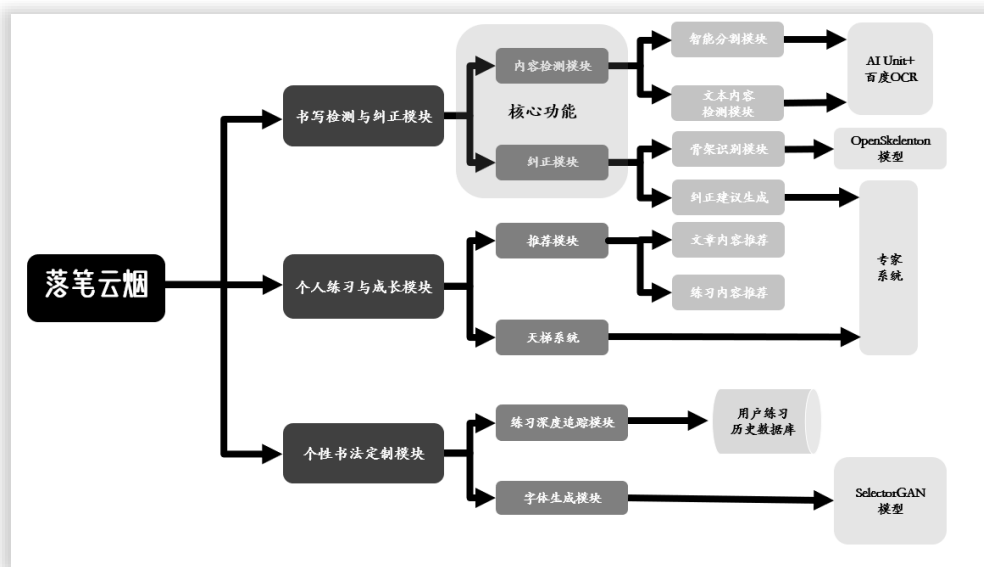 落笔云烟
书写检测与纠正模块
内容检测模块
核心功能
纠正模块
智能分割模块
文本内容
检测模块
AI Unit+
百度OCR
骨架识别模块
OpenSkelenton
模型
纠正建议生成
个人练习与成长模块
推荐模块
文章内容推荐
练习内容推荐
天梯系统
专家
系统
个性书法定制模块
练习深度追踪模块
用户练习
历史数据库
字体生成模块
SelectorGAN
模型